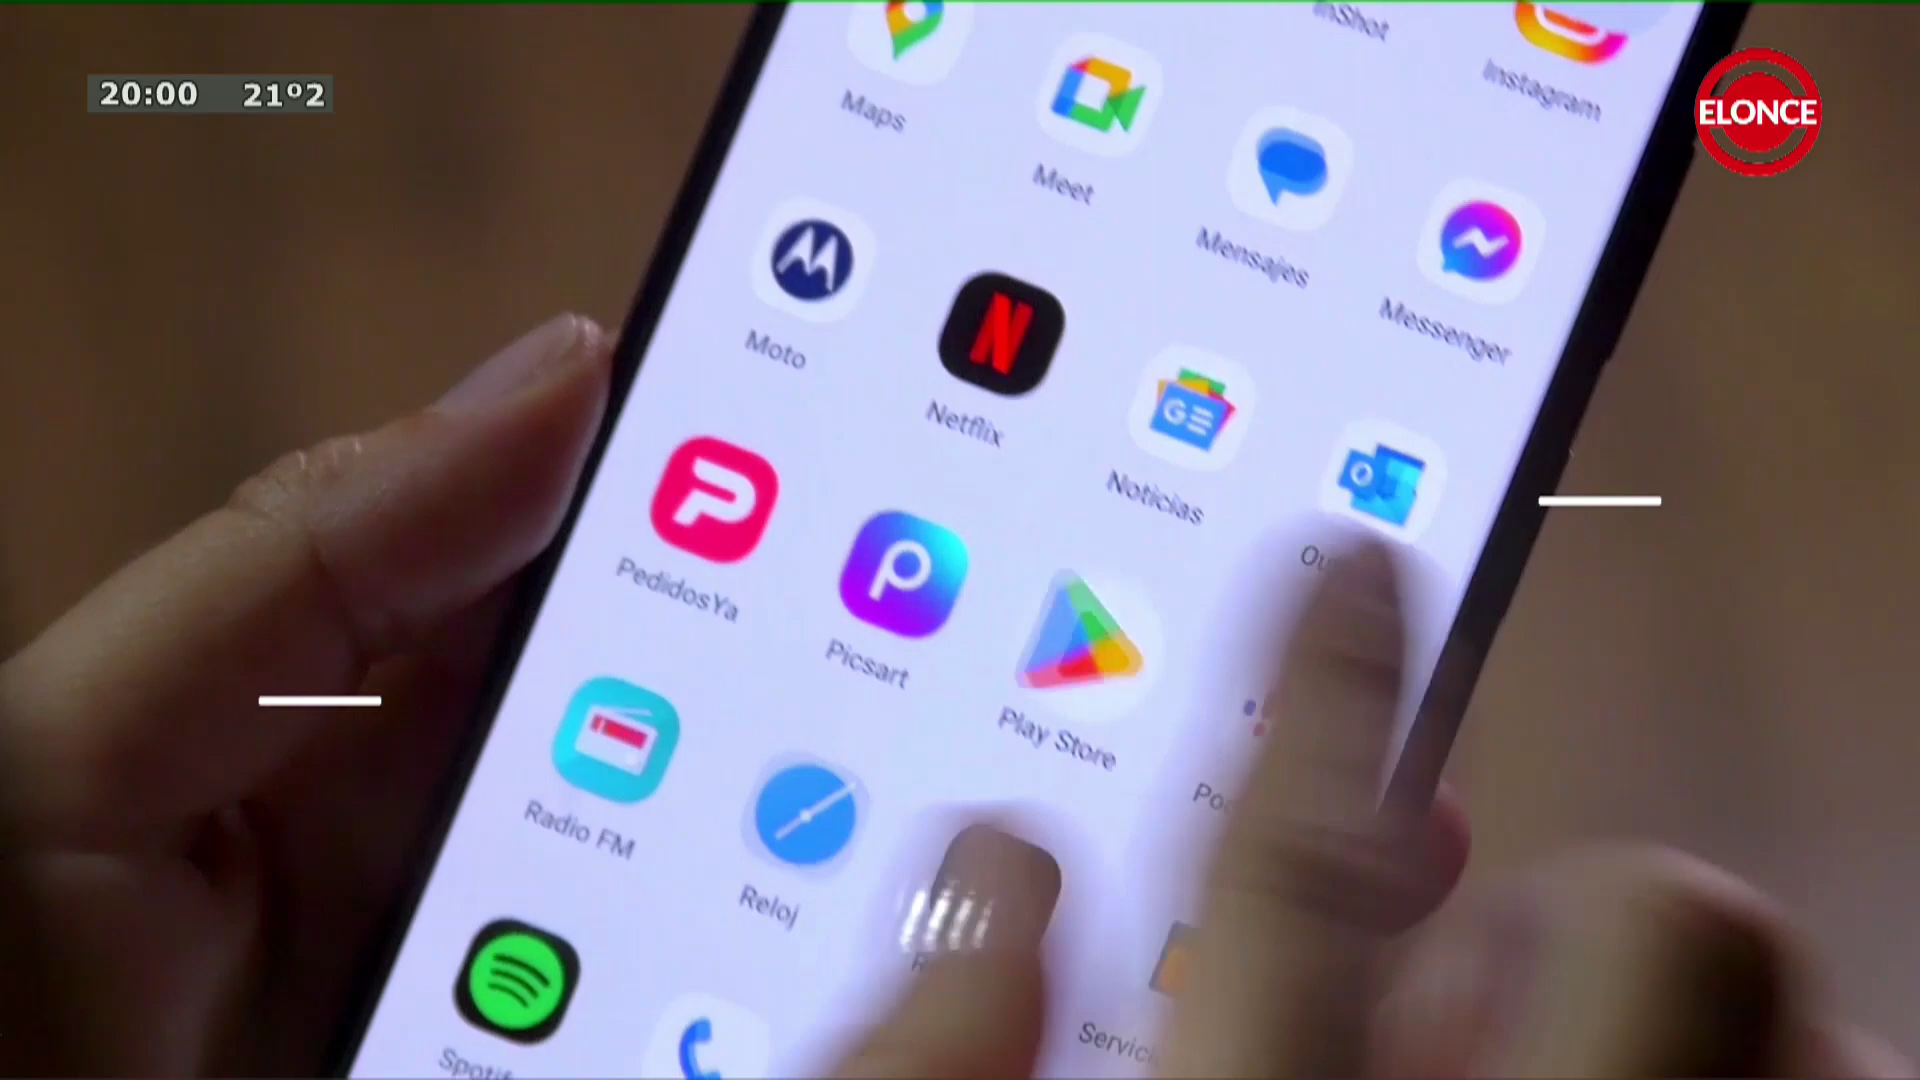 20:00 21º2
ELONCE
InShot
Instagram
Maps
Meet
Mensajes
Messenger
Moto
Netflix
Noticias
PedidosYa
Picsart
Play Store
Radio FM
Reloj